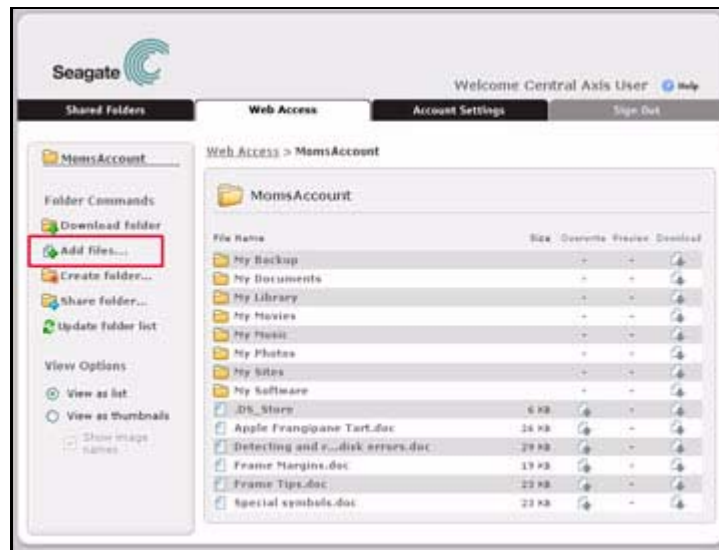 Seagate
Welcome Central Axis User Help
Shared Folders Web Access Account Settings Sign Out
MomsAccount
Folder Commands
Download folder
Add files...
Create folder...
Share folder...
Update folder list
View Options
View as list
View as thumbnails
Show image names
Web Access > MomsAccount
MomsAccount
File Name Size Overwrite Preview Download
My Backup - -
My Documents - -
My Library - -
My Movies - -
My Music - -
My Photos - -
My Sites - -
My Software - -
.DS_Store 6 KB -
Apple Frangipane Tart.doc 26 KB -
Detecting and r...disk errors.doc 29 KB -
Frame Margins.doc 19 KB -
Frame Tips.doc 23 KB -
Special symbols.doc 23 KB -